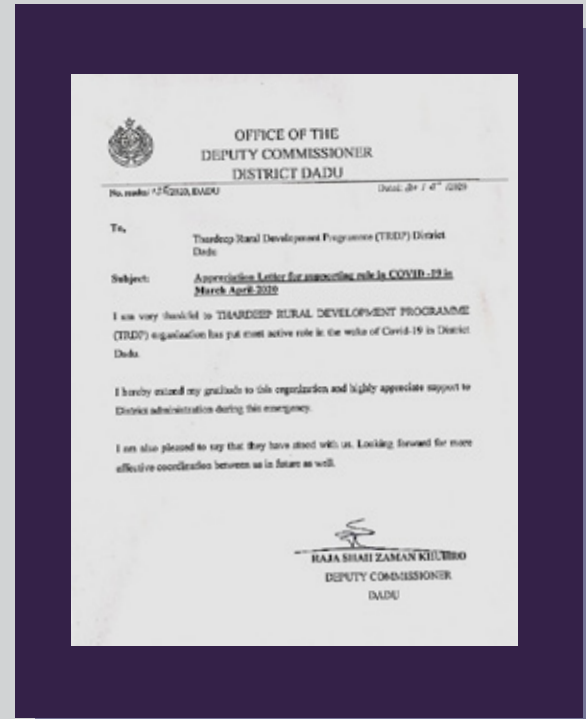 OFFICE OF THE
DEPUTY COMMISSIONER
DISTRICT DADU
2020, DADU
/2020
To,
Thardeep Rural Development Programme (TRDP) District
Dadu
Subject: Appreciation Letter for supporting role in COVID -19 in
March April-2020
I am very thankful to THARDEEP RURAL DEVELOPMENT PROGRAMME
(TRDP) organization has put most active role in the wake of Covid-19 in District
Dadu.
I hereby extend my gratitude to this organization and highly appreciate support to
District administration during this emergency.
I am also pleased to say that they have stood with us. Looking forward for more
effective coordination between us in future as well.
RAJA SHAH ZAMAN KHUHRO
DEPUTY COMMISSIONER
DADU